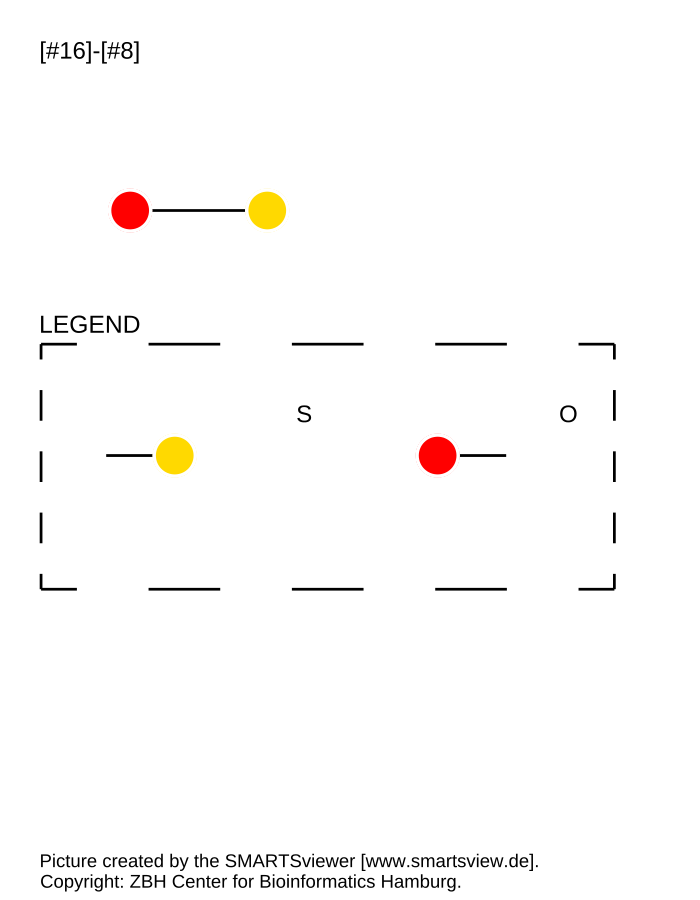 [#16]-[#8]
LEGEND
S
O
Picture created by the SMARTSviewer [www.smartsview.de].
Copyright: ZBH Center for Bioinformatics Hamburg.